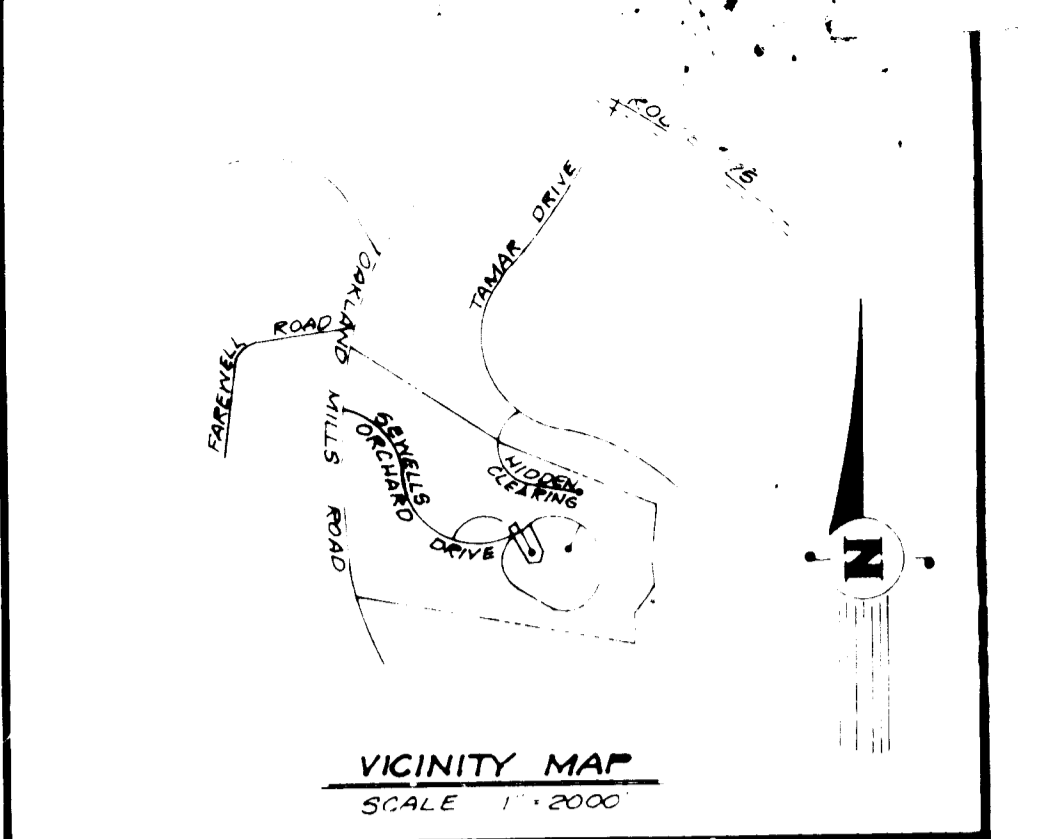 TAMAR DRIVE
OAKLAND MILLS ROAD
FAREWELL ROAD
SEWELLS
ORCHARD
DRIVE
HIDDEN
CLEARING
N
VICINITY MAP
SCALE 1" = 2000'